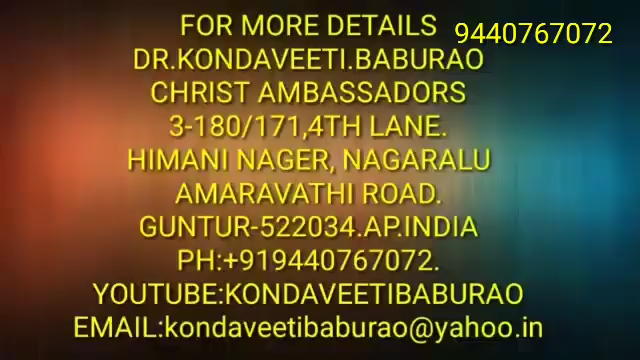 FOR MORE DETAILS
9440767072
DR.KONDAVEETI.BABURAO
CHRIST AMBASSADORS
3-180/171,4TH LANE.
HIMANI NAGER, NAGARALU
AMARAVATHI ROAD.
GUNTUR-522034.AP.INDIA
PH:+919440767072.
YOUTUBE:KONDAVEETIBABURAO
EMAIL:kondaveetibaburao@yahoo.in